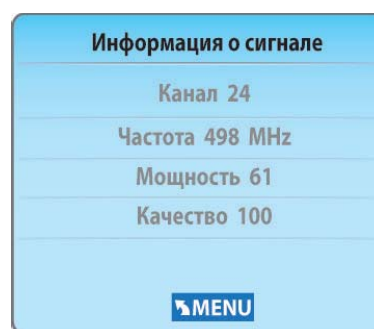 Информация о сигнале
Канал 24
Частота 498 MHz
Мощность 61
Качество 100
MENU